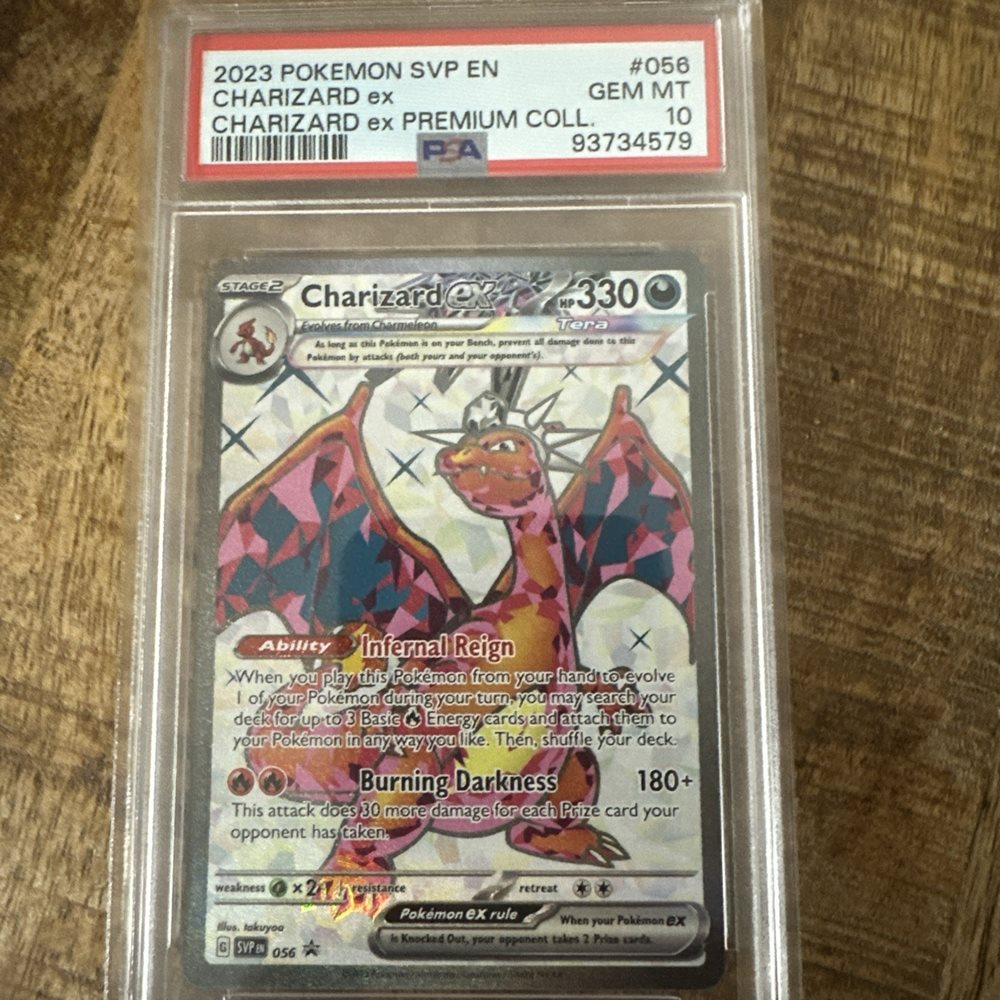 2023 POKEMON SVP EN #056
CHARIZARD ex GEM MT
CHARIZARD ex PREMIUM COLL. 10
PSA 93734579
STAGE2 Charizard ex HP 330
Evolves from Charmeleon Tera
As long as this Pokémon is on your Bench, prevent all damage done to this
Pokémon by attacks (both yours and your opponent's).
Ability Infernal Reign
When you play this Pokémon from your hand to evolve
1 of your Pokémon during your turn, you may search your
deck for up to 3 Basic Energy cards and attach them to
your Pokémon in any way you like. Then, shuffle your deck.
Burning Darkness 180+
This attack does 30 more damage for each Prize card your
opponent has taken.
weakness ×2 resistance retreat
Pokémon ex rule When your Pokémon ex
is Knocked Out, your opponent takes 2 Prize cards.
Illus. takuyoa
G SVP EN 056